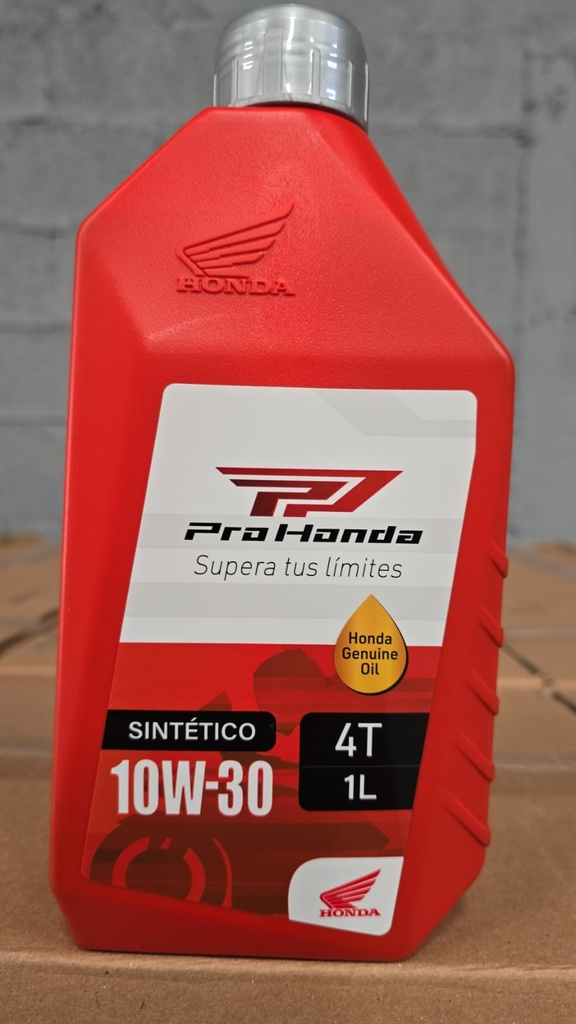 HONDA
Pro Honda
Supera tus límites
Honda
Genuine
Oil
SINTÉTICO
10W-30
4T
1L
HONDA